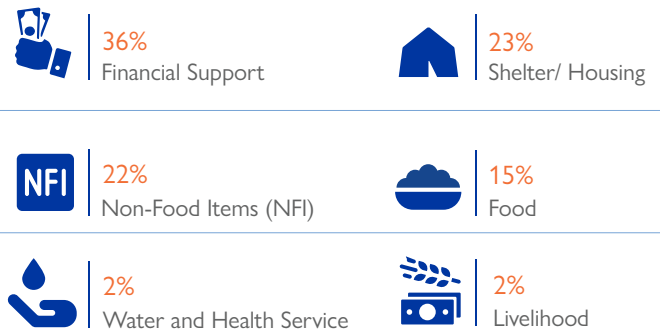 36%
Financial Support
23%
Shelter/ Housing
NFI
22%
Non-Food Items (NFI)
15%
Food
2%
Water and Health Service
2%
Livelihood